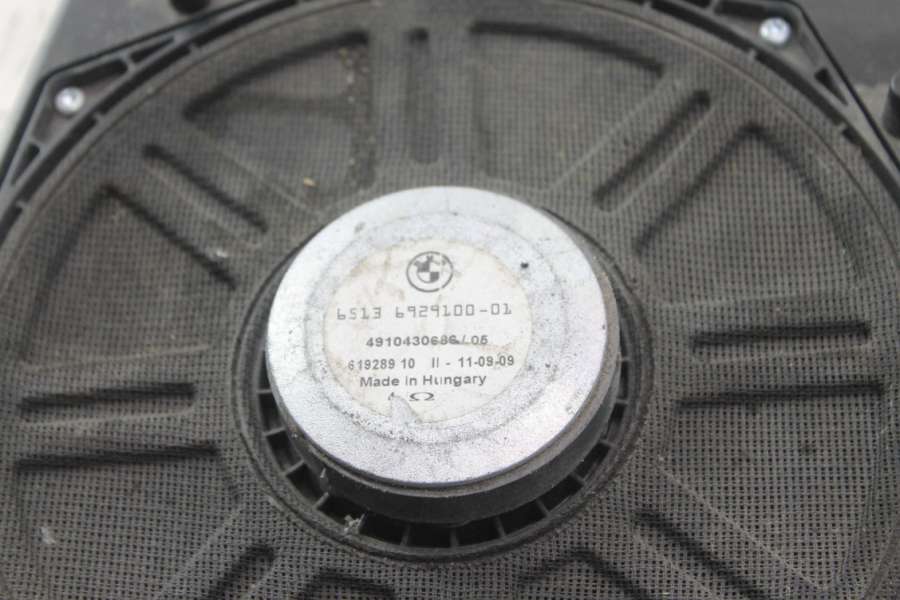 6513 6929100-01
4910430686/05
619289 10 II - 11-09-09
Made in Hungary
Ω